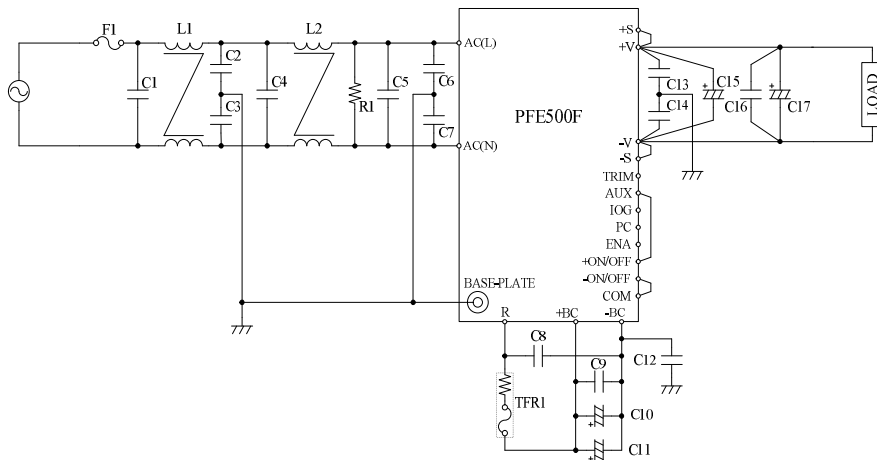 F1
L1
L2
C1
C2
C3
C4
R1
C5
C6
C7
AC(L)
AC(N)
PFE500F
BASE-PLATE
+S
+V
-V
-S
TRIM
AUX
IOG
PC
ENA
+ON/OFF
-ON/OFF
COM
R
+BC
-BC
C13
C14
C15
C16
C17
LOAD
C8
C9
C10
C11
C12
TFR1